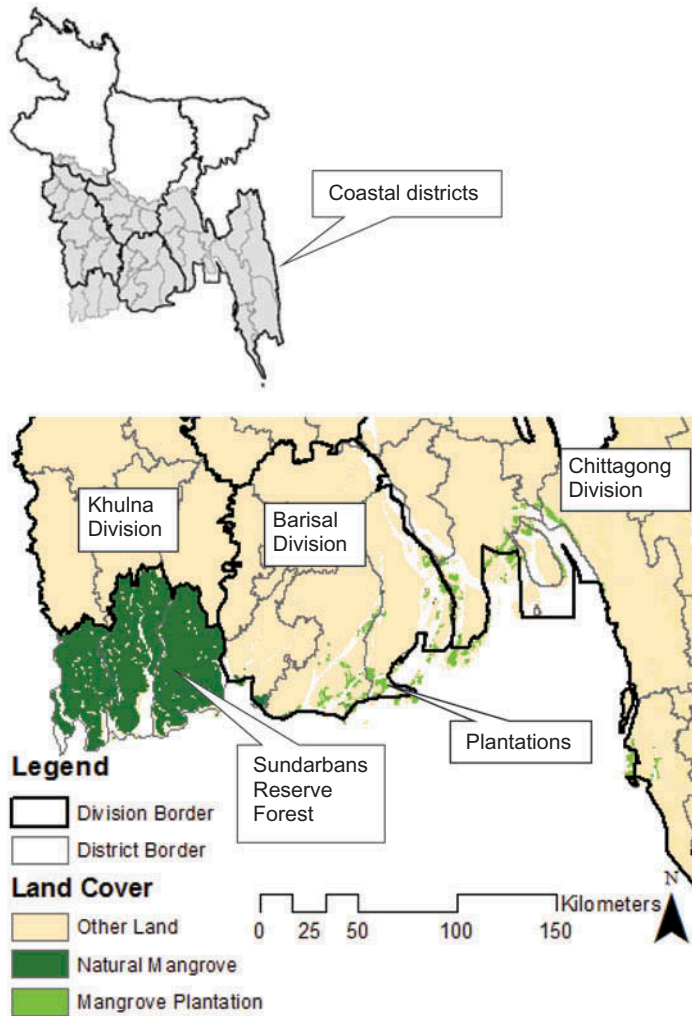 Coastal districts
Khulna
Division
Barisal
Division
Chittagong
Division
Plantations
Sundarbans
Reserve
Forest
Legend
Division Border
District Border
Land Cover
Other Land
Natural Mangrove
Mangrove Plantation
Kilometers
0 25 50 100 150
N